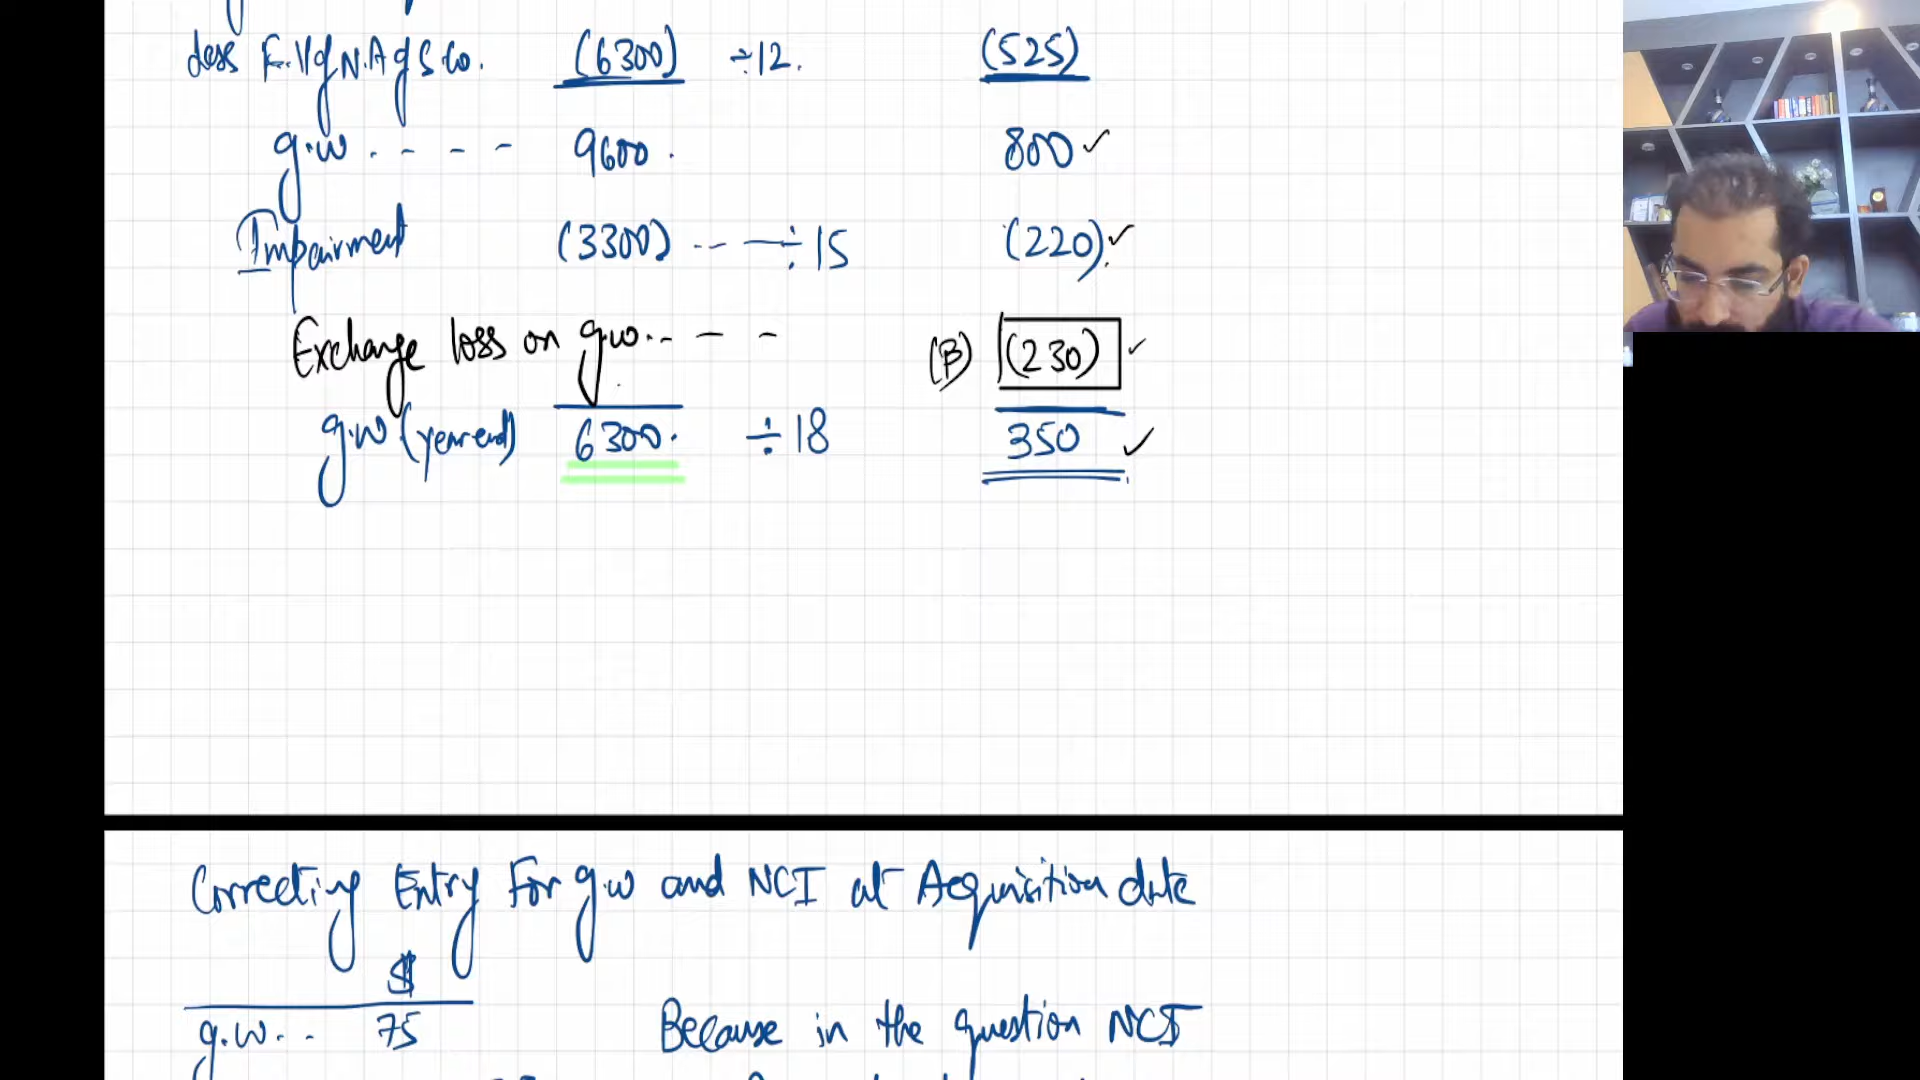 less F.V of N.A of S Co. (6300) ÷12. (525)
g.w . - - - 9600 . 800 ✓
Impairment (3300) -- — ÷15 (220) ✓
Exchange loss on g.w.. - - (B) (230) ✓
g.w (year end) 6300. ÷18 350 ✓
Correcting Entry For g.w and NCI at Acquisition date
$
g.w.. 75 Because in the question NCI